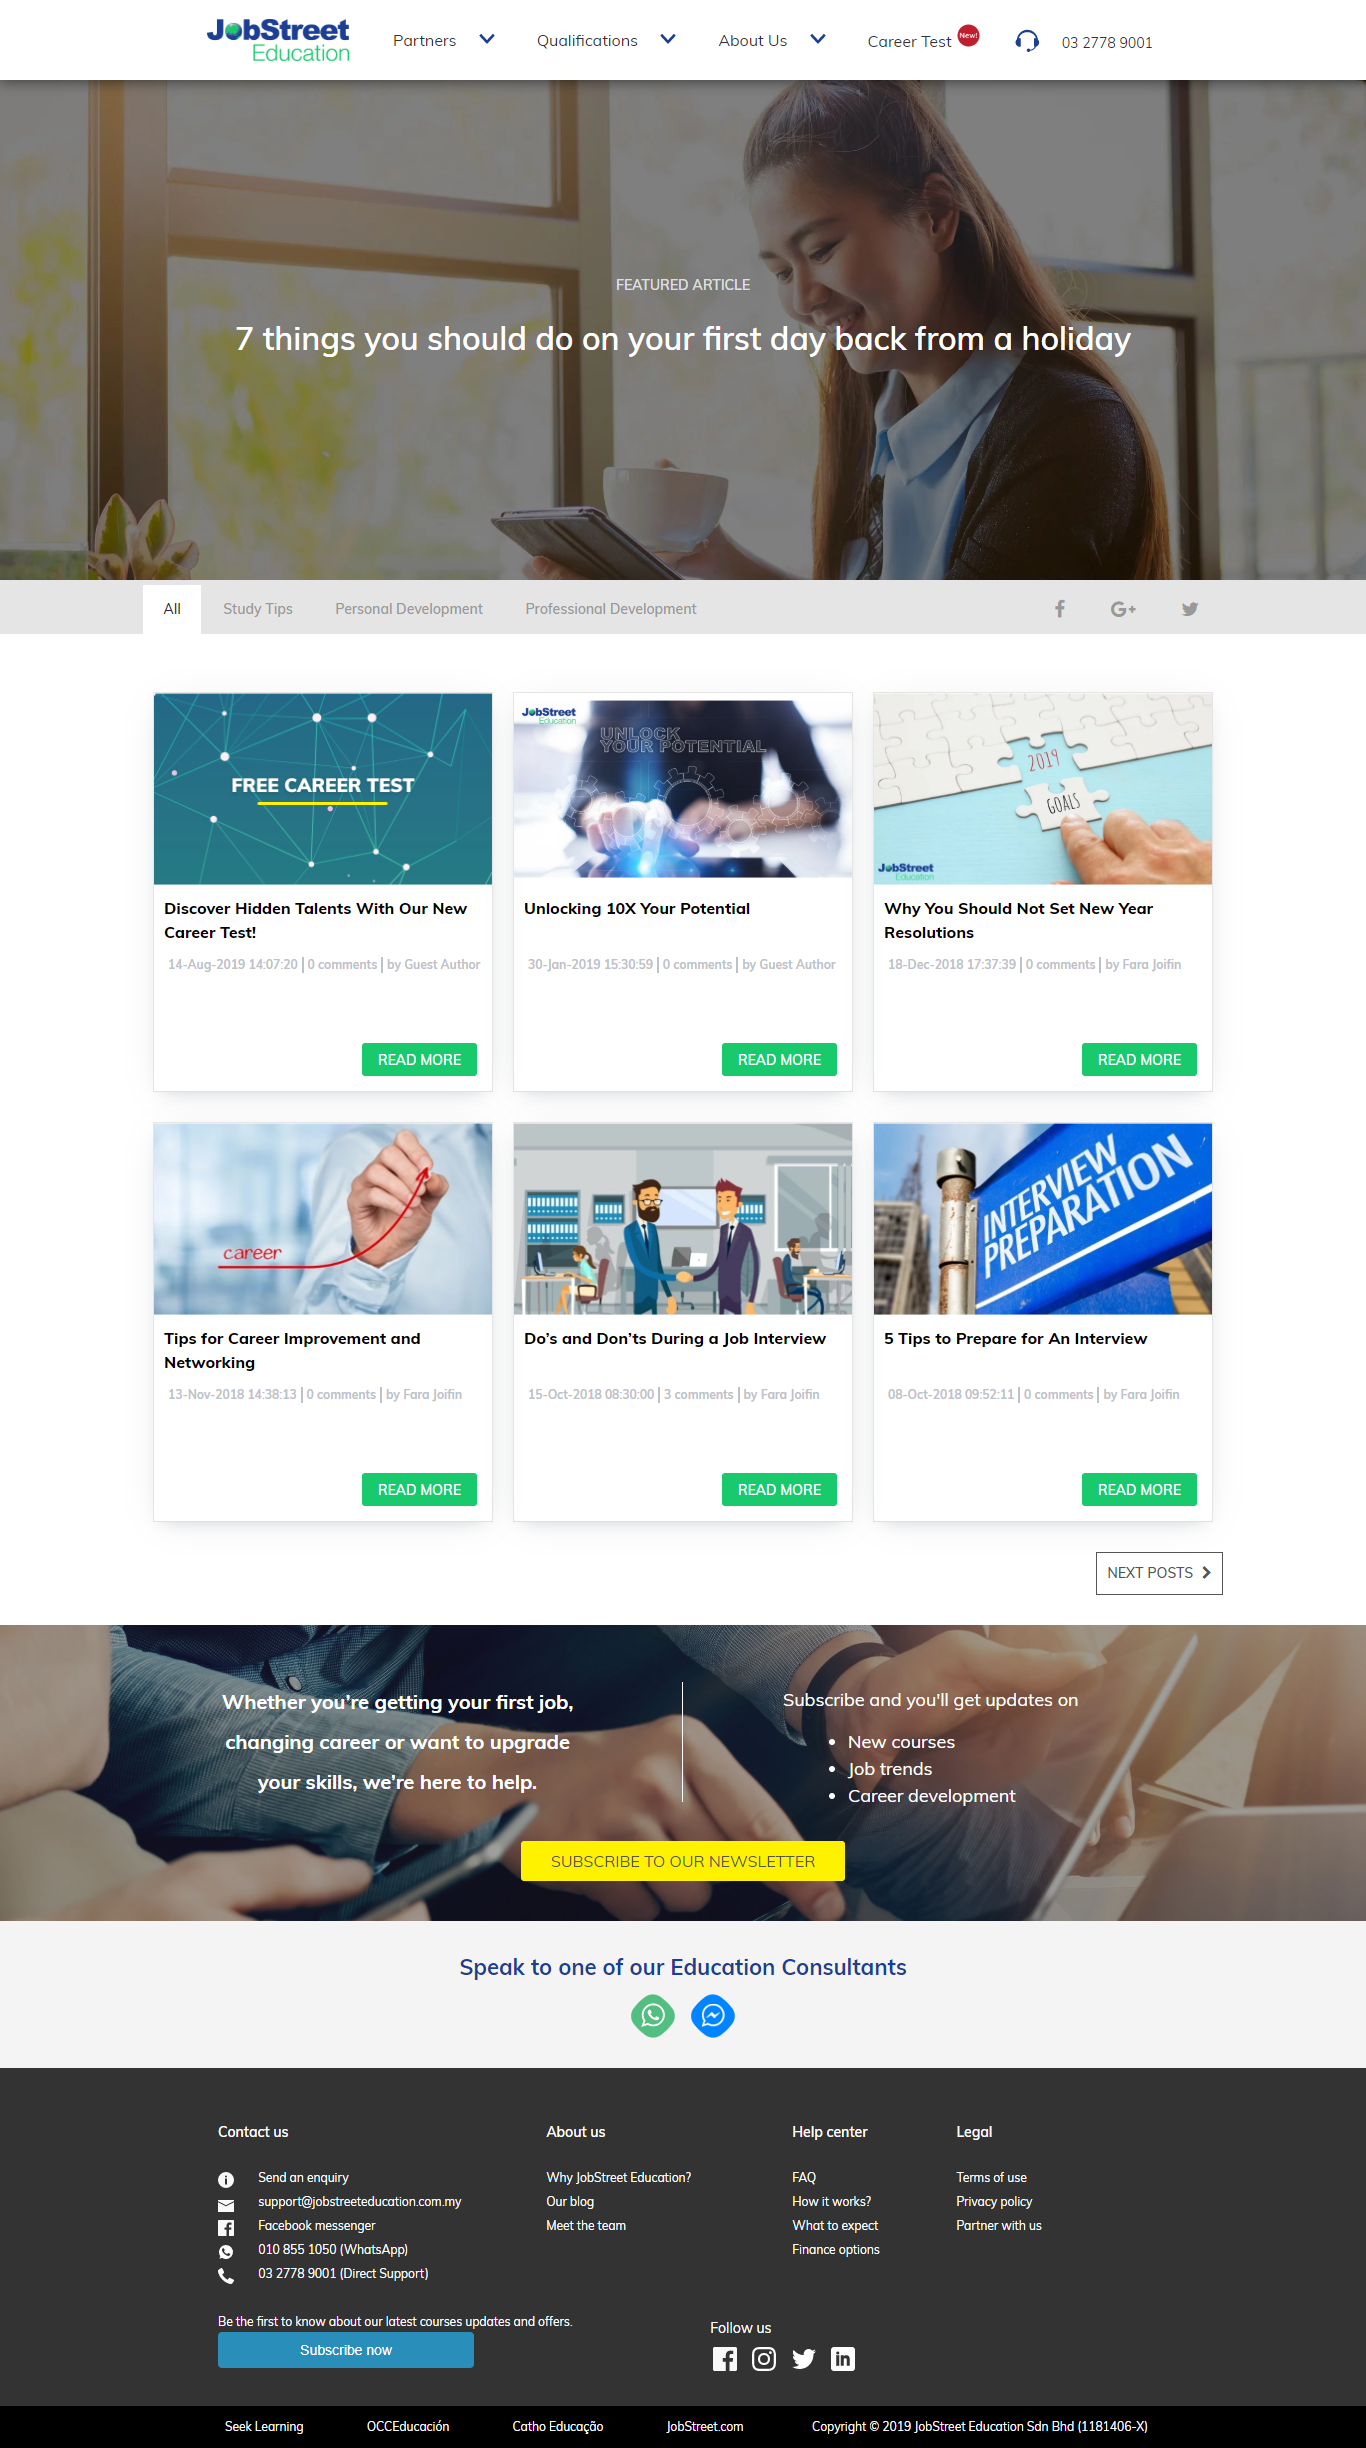 JobStreet
Education
Partners
Qualifications
About Us
Career Test
New!
03 2778 9001
FEATURED ARTICLE
7 things you should do on your first day back from a holiday
All
Study Tips
Personal Development
Professional Development
FREE CAREER TEST
Discover Hidden Talents With Our New
Career Test!
14-Aug-2019 14:07:20 | 0 comments | by Guest Author
READ MORE
JobStreet
Education
UNLOCK
YOUR POTENTIAL
Unlocking 10X Your Potential
30-Jan-2019 15:30:59 | 0 comments | by Guest Author
READ MORE
2019
GOALS
JobStreet
Education
Why You Should Not Set New Year
Resolutions
18-Dec-2018 17:37:39 | 0 comments | by Fara Joifin
READ MORE
career
Tips for Career Improvement and
Networking
13-Nov-2018 14:38:13 | 0 comments | by Fara Joifin
READ MORE
Do’s and Don’ts During a Job Interview
15-Oct-2018 08:30:00 | 3 comments | by Fara Joifin
READ MORE
INTERVIEW
PREPARATION
5 Tips to Prepare for An Interview
08-Oct-2018 09:52:11 | 0 comments | by Fara Joifin
READ MORE
NEXT POSTS
Whether you’re getting your first job,
changing career or want to upgrade
your skills, we’re here to help.
Subscribe and you'll get updates on
• New courses
• Job trends
• Career development
SUBSCRIBE TO OUR NEWSLETTER
Speak to one of our Education Consultants
Contact us
Send an enquiry
support@jobstreeteducation.com.my
Facebook messenger
010 855 1050 (WhatsApp)
03 2778 9001 (Direct Support)
About us
Why JobStreet Education?
Our blog
Meet the team
Help center
FAQ
How it works?
What to expect
Finance options
Legal
Terms of use
Privacy policy
Partner with us
Be the first to know about our latest courses updates and offers.
Subscribe now
Follow us
Seek Learning
OCCEducación
Catho Educação
JobStreet.com
Copyright © 2019 JobStreet Education Sdn Bhd (1181406-X)